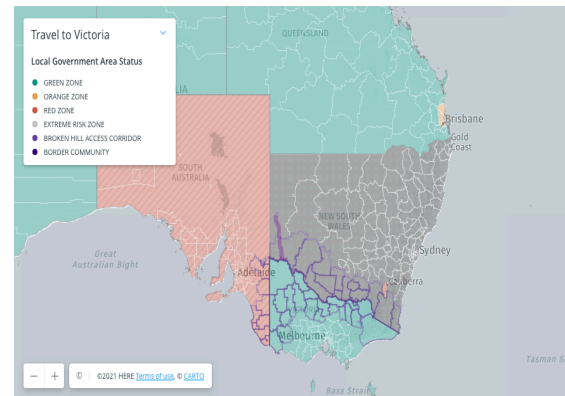 Travel to Victoria
Local Government Area Status
GREEN ZONE
ORANGE ZONE
RED ZONE
EXTREME RISK ZONE
BROKEN HILL ACCESS CORRIDOR
BORDER COMMUNITY
QUEENSLAND
ALIA
Brisbane
Gold
Coast
SOUTH
AUSTRALIA
NEW SOUTH
WALES
Great
Australian Bight
Sydney
Adelaide
Canberra
Melbourne
Tasman S
Bass Strait
− + © ©2021 HERE Terms of use, © CARTO